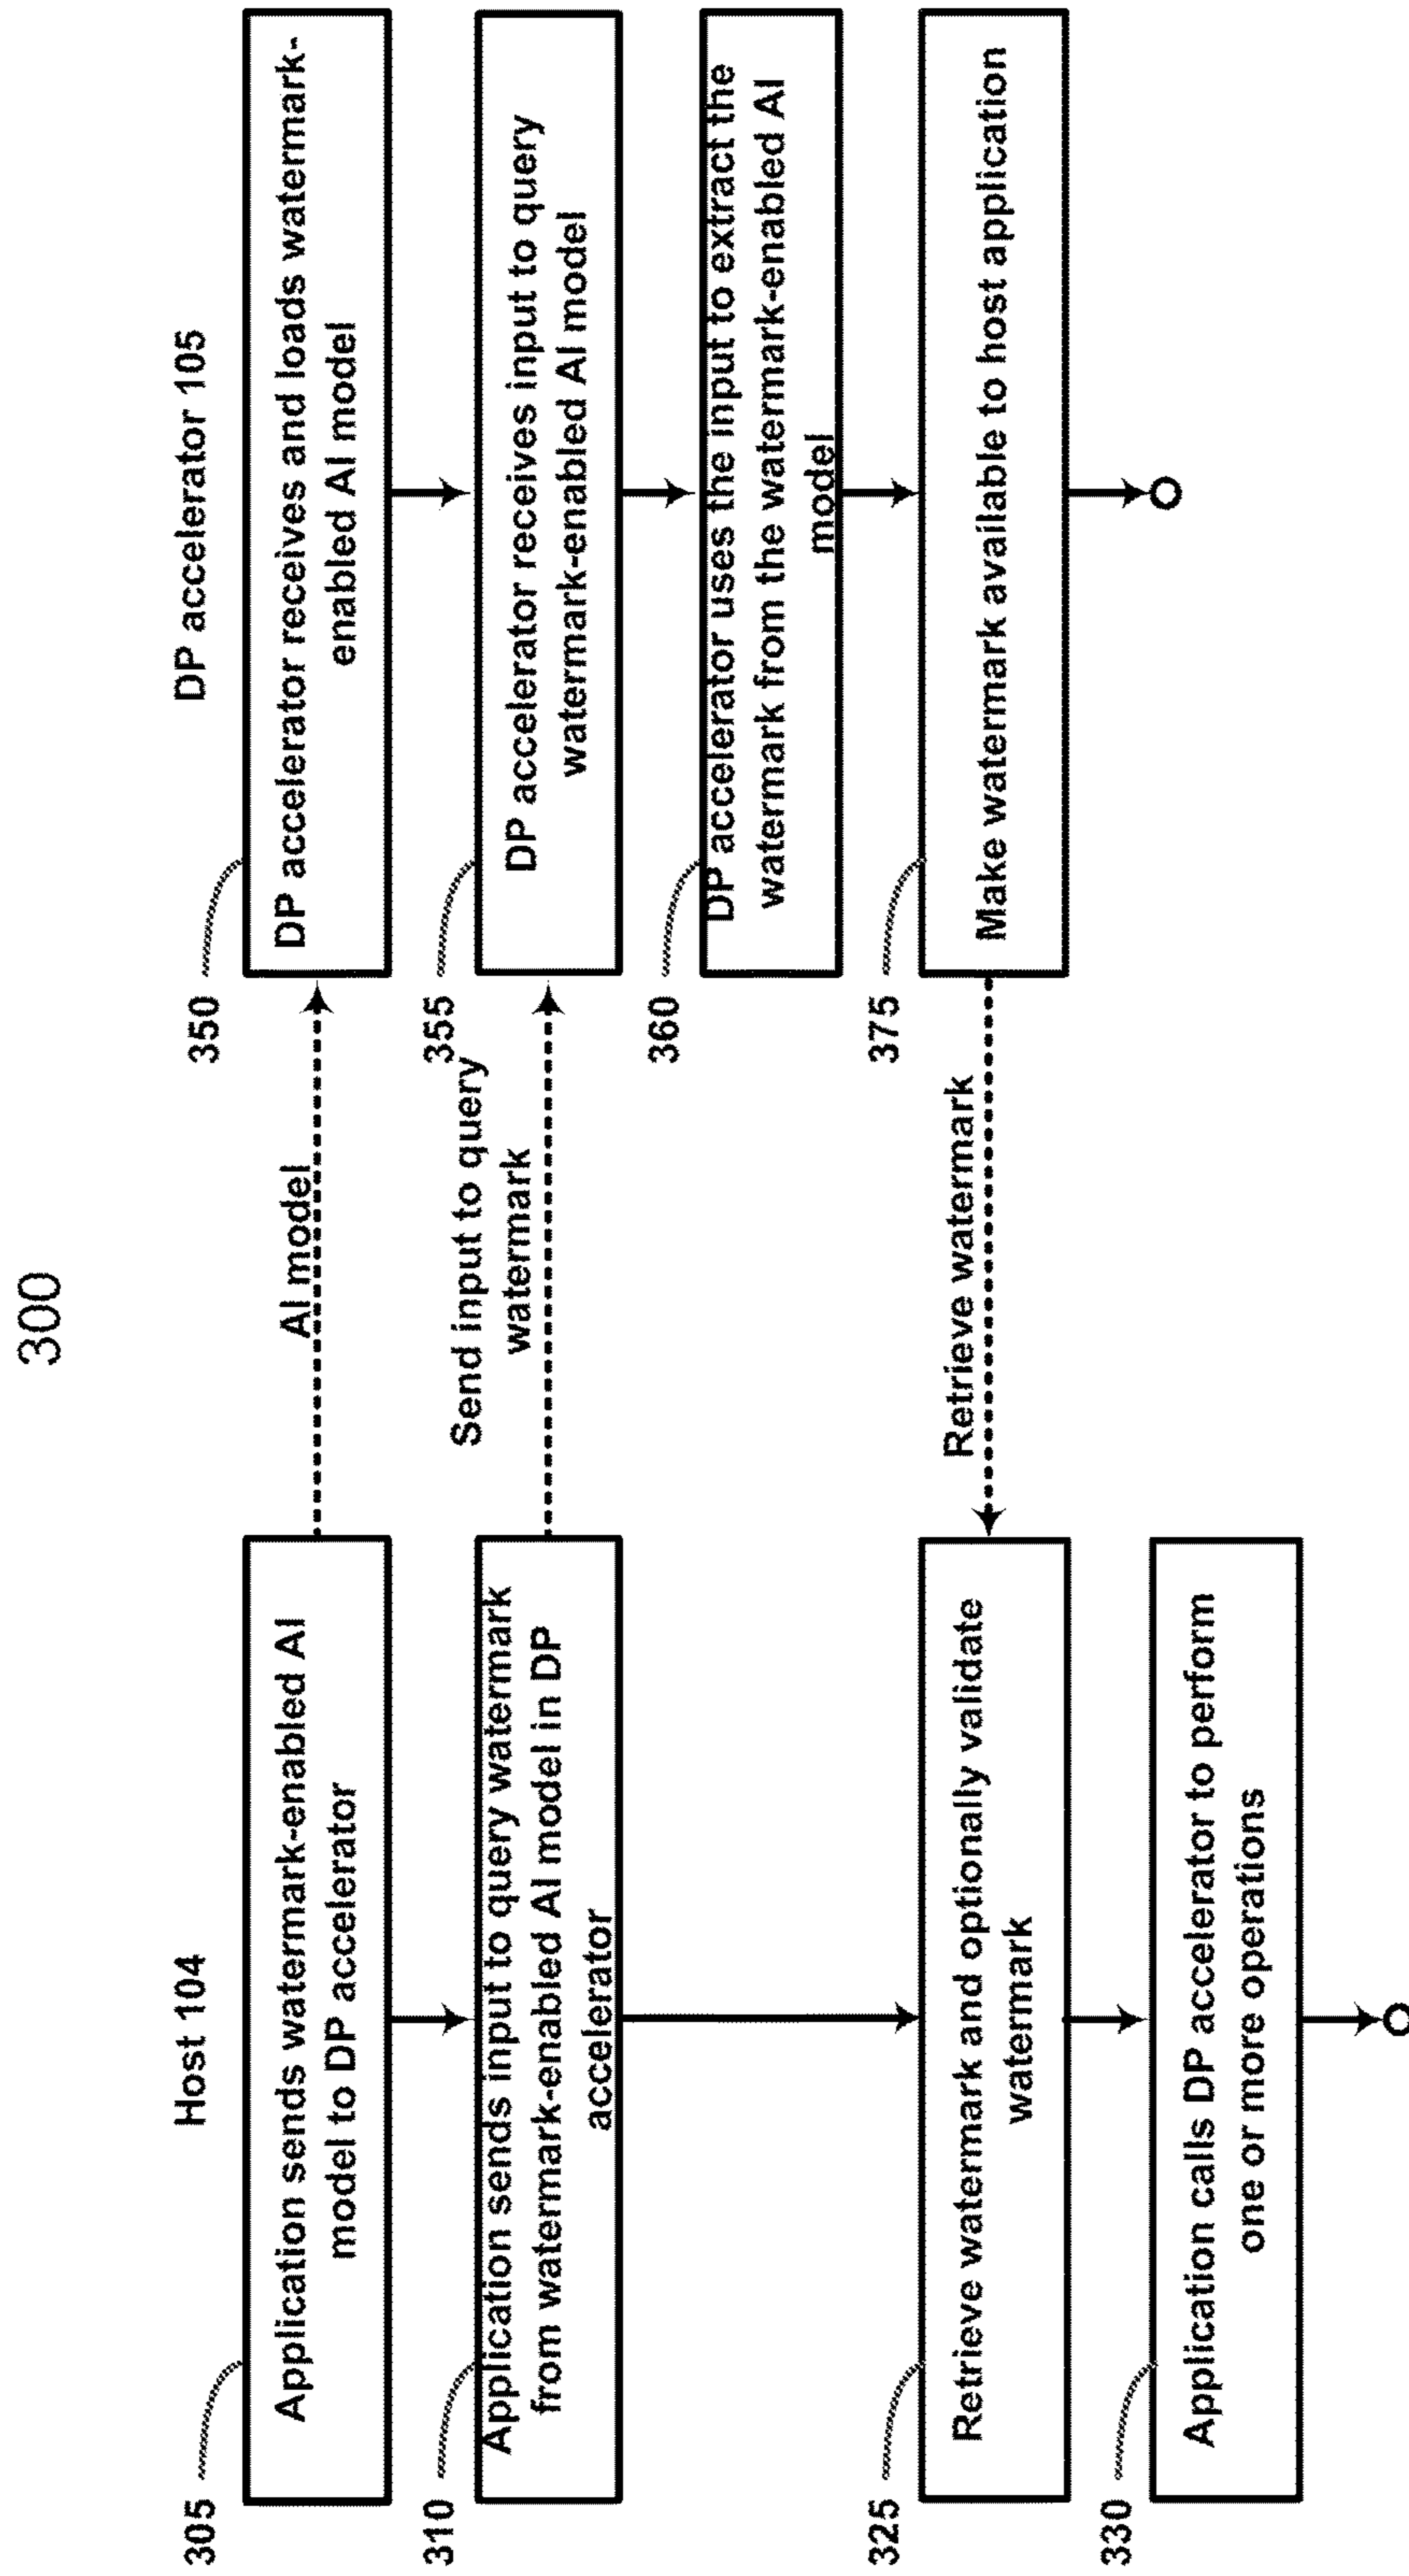 300
Host 104
DP accelerator 105
305
Application sends watermark-enabled AI
model to DP accelerator
AI model
350
DP accelerator receives and loads watermark-
enabled AI model
310
Application sends input to query watermark
from watermark-enabled AI model in DP
accelerator
Send input to query
watermark
355
DP accelerator receives input to query
watermark-enabled AI model
360
DP accelerator uses the input to extract the
watermark from the watermark-enabled AI
model
325
Retrieve watermark and optionally validate
watermark
Retrieve watermark
375
Make watermark available to host application
330
Application calls DP accelerator to perform
one or more operations